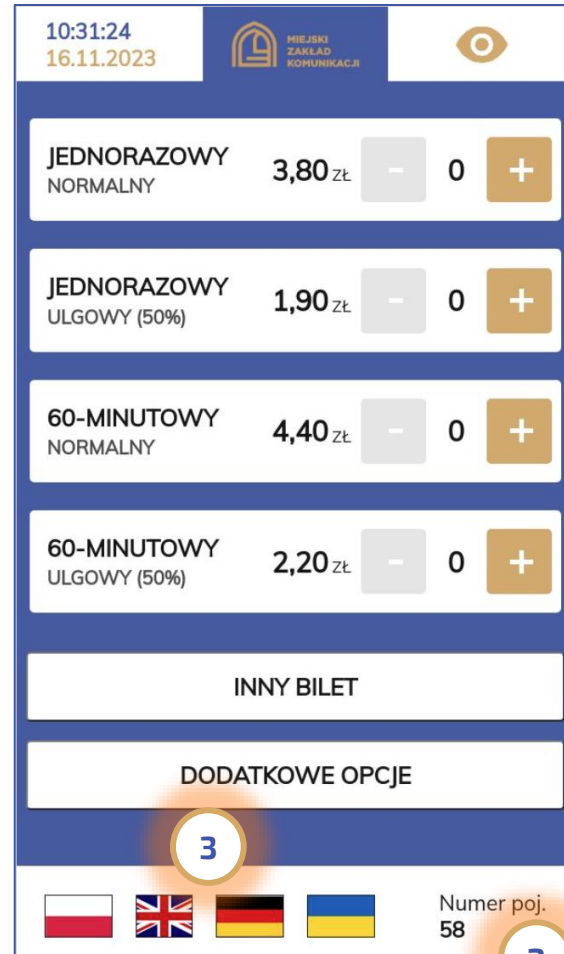 10:31:24
16.11.2023
MIEJSKI
ZAKŁAD
KOMUNIKACJI
JEDNORAZOWY
NORMALNY
3,80 ZŁ - 0 +
JEDNORAZOWY
ULGOWY (50%)
1,90 ZŁ - 0 +
60-MINUTOWY
NORMALNY
4,40 ZŁ - 0 +
60-MINUTOWY
ULGOWY (50%)
2,20 ZŁ - 0 +
INNY BILET
DODATKOWE OPCJE
3
Numer poj.
58